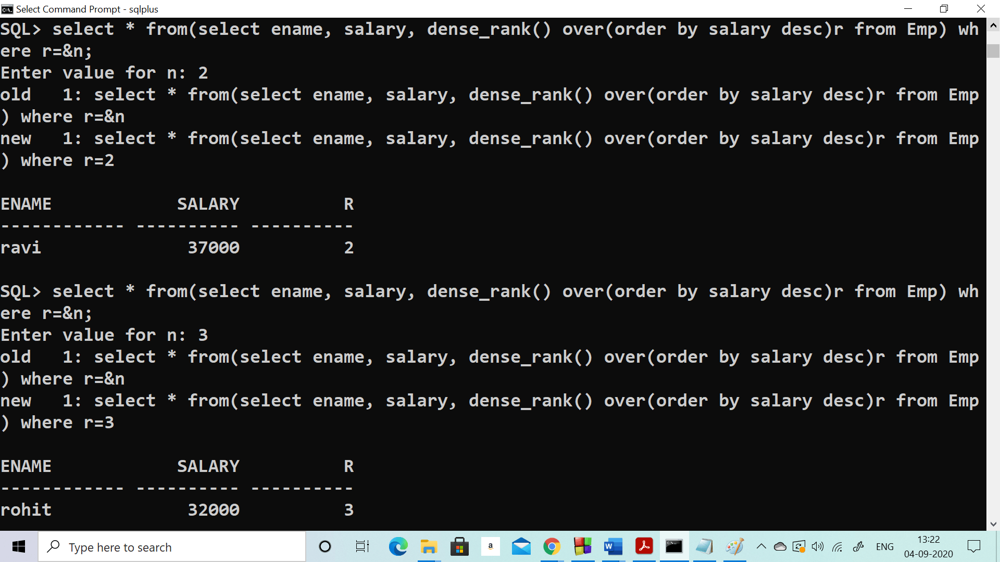 Select Command Prompt - sqlplus
SQL> select * from(select ename, salary, dense_rank() over(order by salary desc)r from Emp) wh
ere r=&n;
Enter value for n: 2
old   1: select * from(select ename, salary, dense_rank() over(order by salary desc)r from Emp
) where r=&n
new   1: select * from(select ename, salary, dense_rank() over(order by salary desc)r from Emp
) where r=2
ENAME            SALARY          R
------------ ---------- ----------
ravi              37000          2
SQL> select * from(select ename, salary, dense_rank() over(order by salary desc)r from Emp) wh
ere r=&n;
Enter value for n: 3
old   1: select * from(select ename, salary, dense_rank() over(order by salary desc)r from Emp
) where r=&n
new   1: select * from(select ename, salary, dense_rank() over(order by salary desc)r from Emp
) where r=3
ENAME            SALARY          R
------------ ---------- ----------
rohit             32000          3
Type here to search
a
W
ENG
13:22
04-09-2020